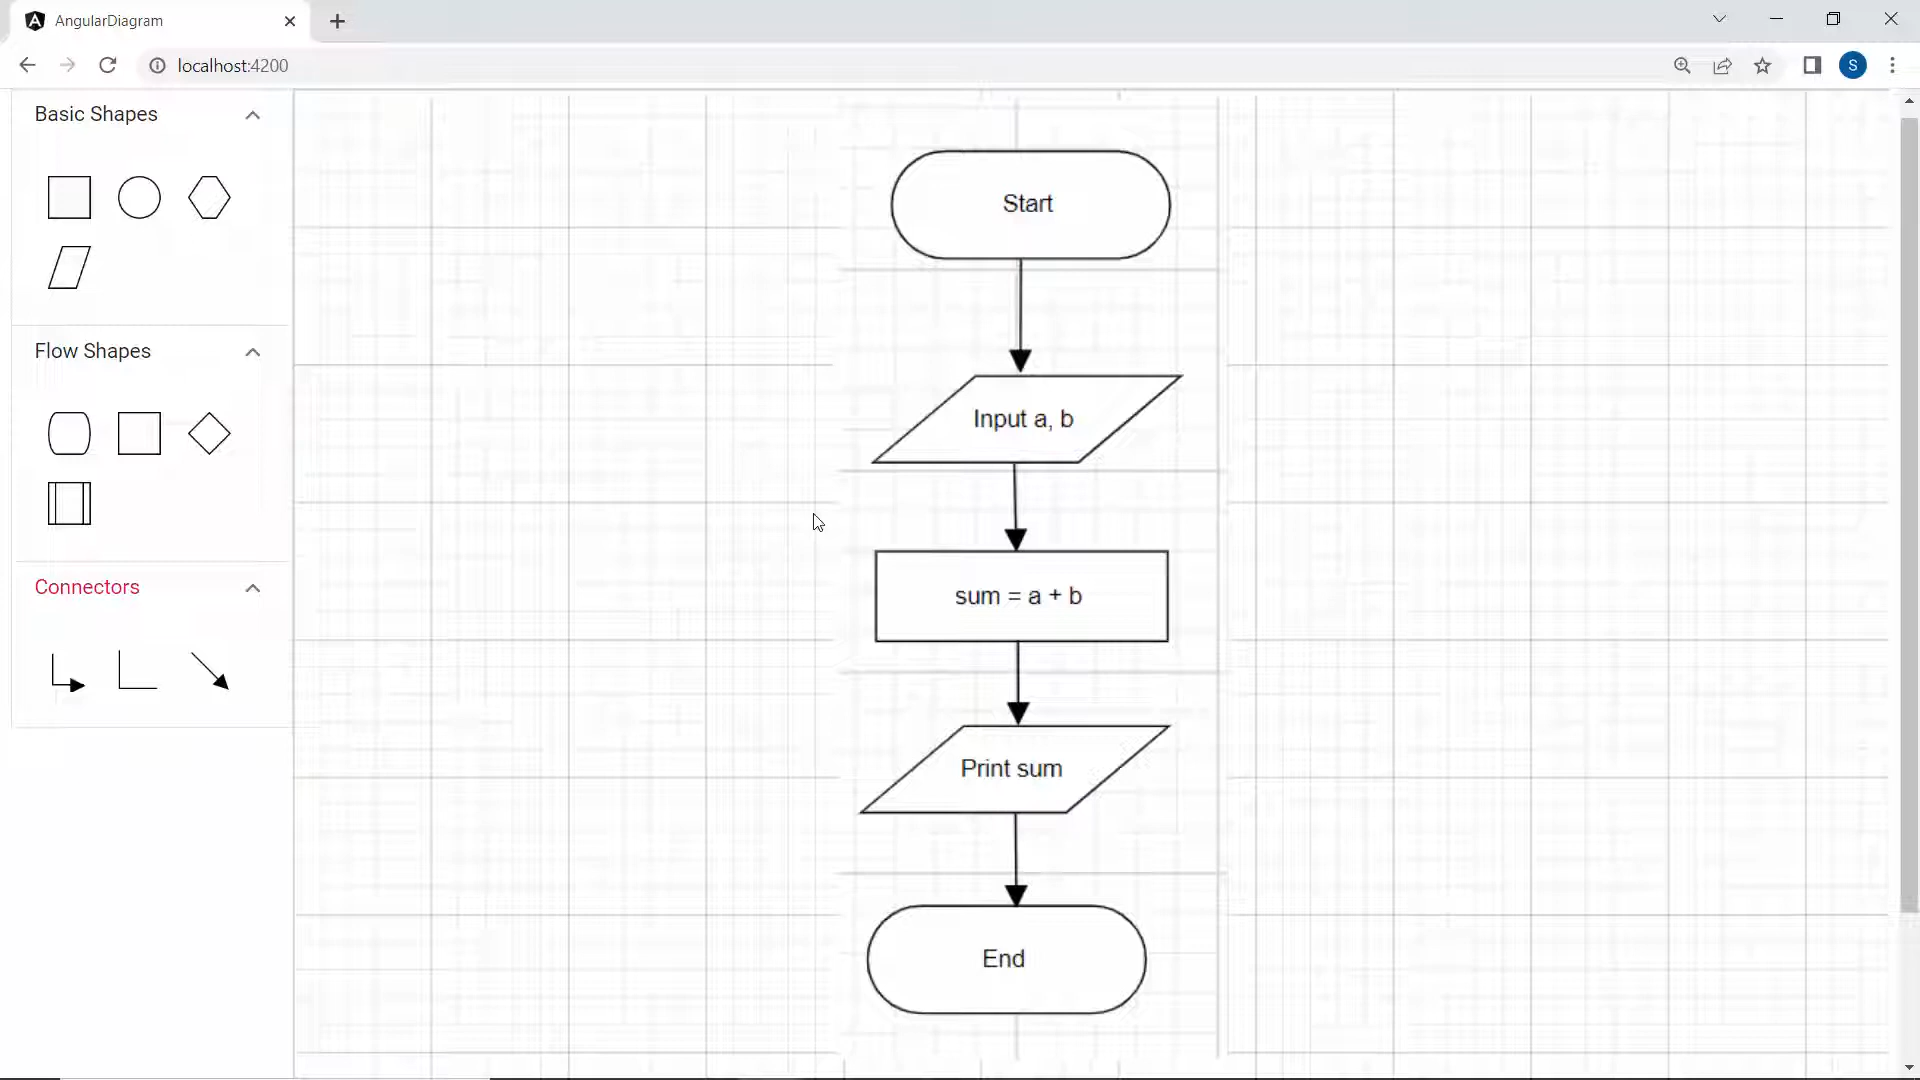 AngularDiagram
localhost:4200
S
Basic Shapes
Flow Shapes
Connectors
Start
Input a, b
sum = a + b
Print sum
End